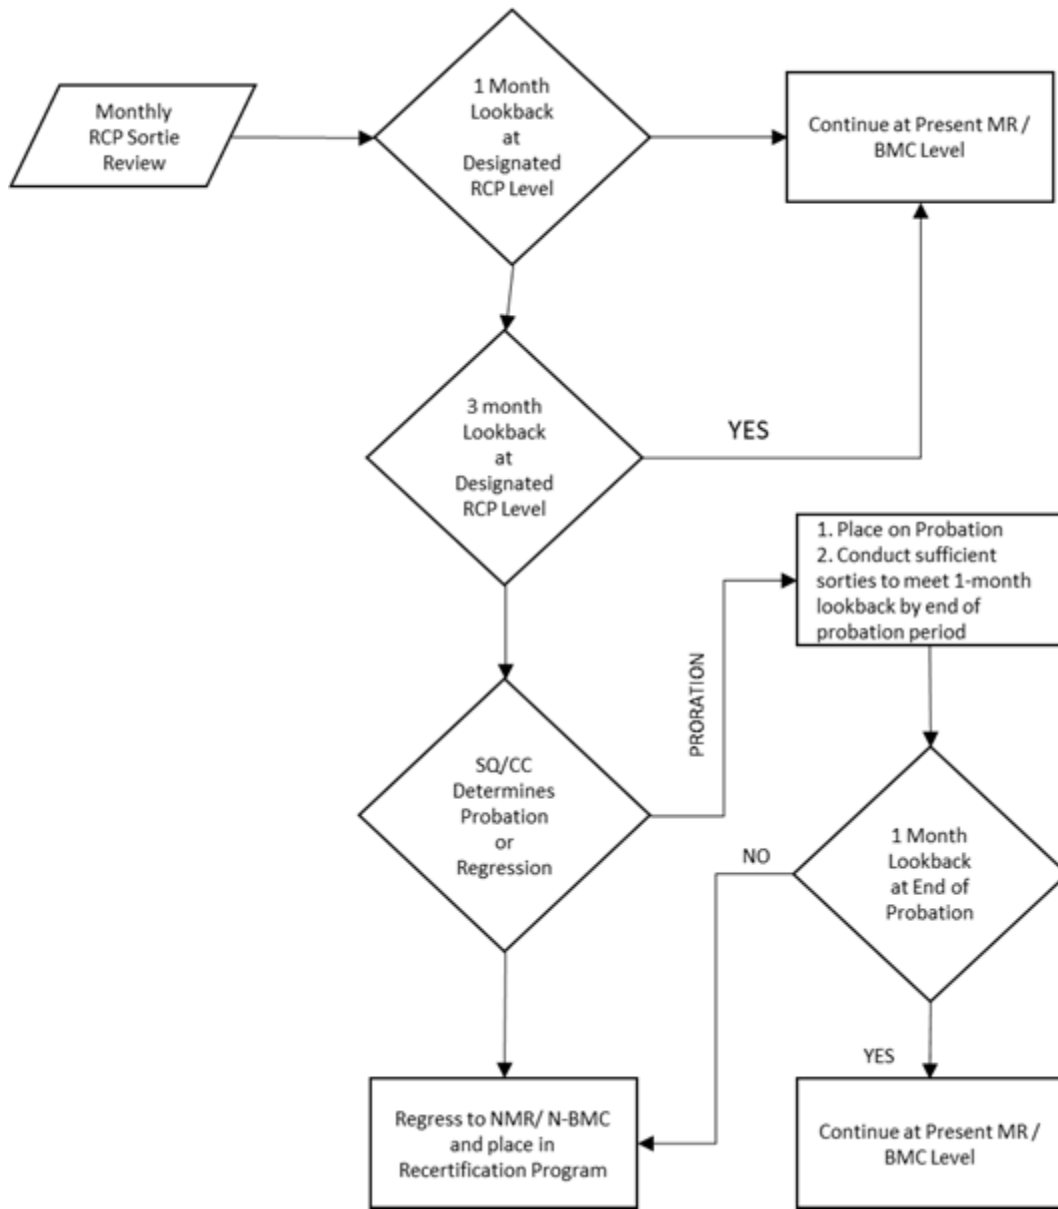 Monthly
RCP Sortie
Review
1 Month
Lookback
at
Designated
RCP Level
Continue at Present MR /
BMC Level
3 month
Lookback
at
Designated
RCP Level
YES
1. Place on Probation
2. Conduct sufficient
sorties to meet 1-month
lookback by end of
probation period
PRORATION
SQ/CC
Determines
Probation
or
Regression
NO
1 Month
Lookback
at End of
Probation
YES
Regress to NMR/ N-BMC
and place in
Recertification Program
Continue at Present MR /
BMC Level